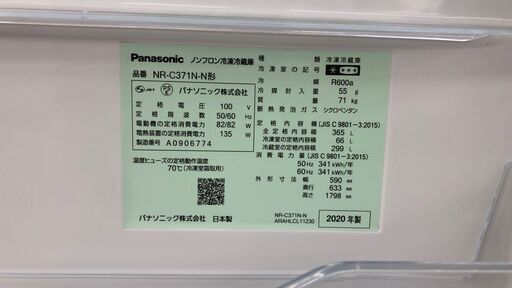 Panasonic ノンフロン冷凍冷蔵庫
品番 NR-C371N-N形
JET PSE パナソニック株式会社
定格電圧 100 V
定格周波数 50/60 Hz
電動機の定格消費電力 82/82 W
電熱装置の定格消費電力 135 W
製造番号 A0906774
温度ヒューズの定格動作温度
70℃(冷凍室霜取用)
パナソニック株式会社 日本製
種類 冷凍冷蔵庫
冷凍室の記号
冷媒 R600a
冷媒封入量 55 g
質量 71 kg
断熱発泡ガス シクロペンタン
定格内容積 (JIS C 9801-3:2015)
全定格内容積 365 L
冷凍室の定格内容積 66 L
冷蔵室の定格内容積 299 L
消費電力量 (JIS C 9801-3:2015)
50Hz 341 kWh/年
60Hz 341 kWh/年
外形寸法 幅 590 mm
奥行 633 mm
高さ 1798 mm
NR-C371N-N
ARAHLCL11230
2020年製